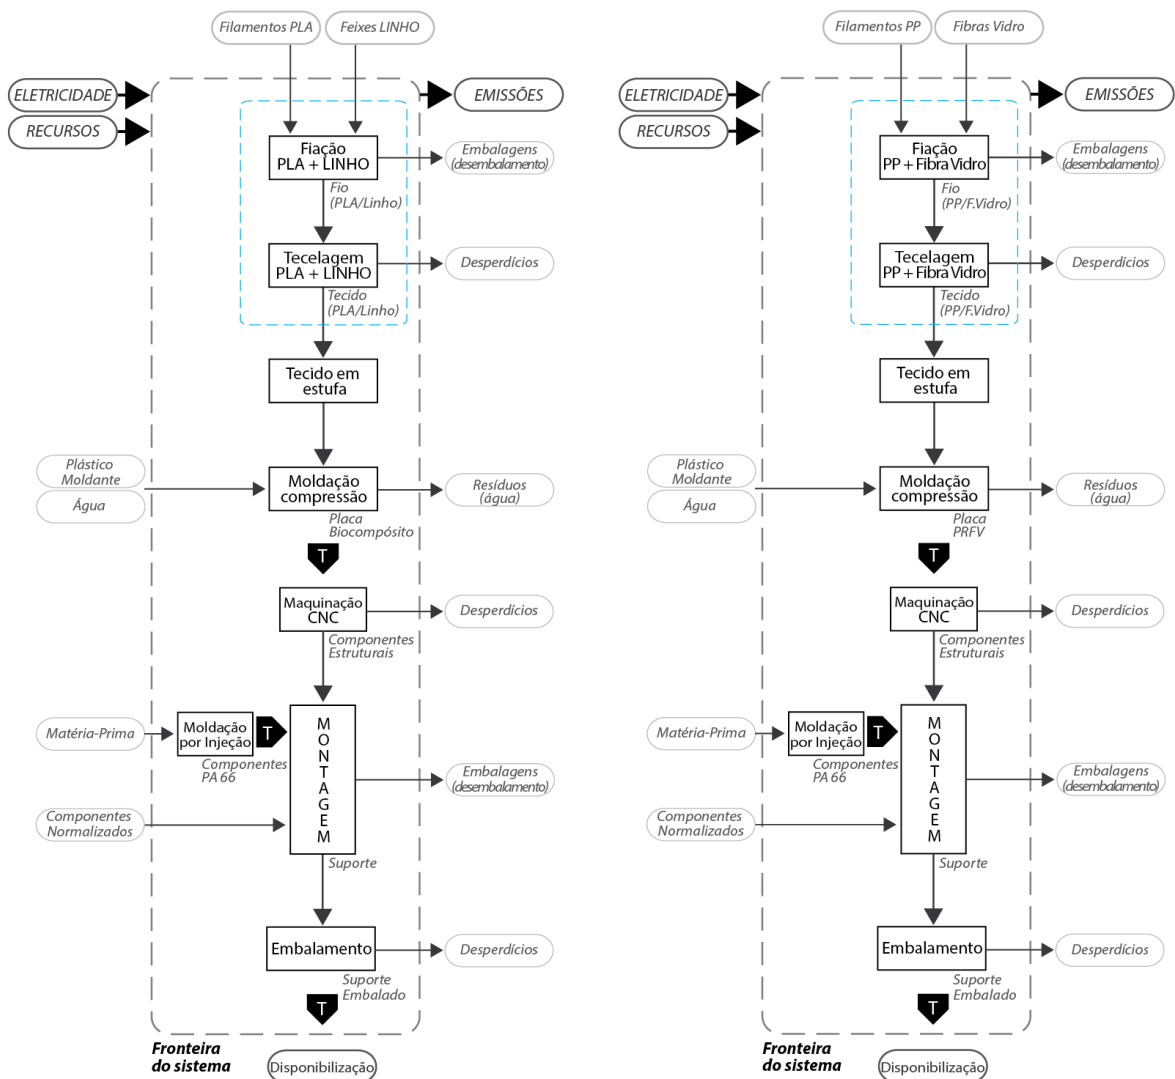 Filamentos PLA
Feixes LINHO
ELETRICIDADE
RECURSOS
EMISSÕES
Fiação
PLA + LINHO
Embalagens
(desembalamento)
Fio
(PLA/Linho)
Tecelagem
PLA + LINHO
Desperdícios
Tecido
(PLA/Linho)
Tecido em
estufa
Plástico
Moldante
Água
Moldação
compressão
Resíduos
(água)
Placa
Biocompósito
T
Maquinação
CNC
Desperdícios
Componentes
Estruturais
Matéria-Prima
Moldação
por Injeção
T
Componentes
PA 66
MONTAGEM
Embalagens
(desembalamento)
Componentes
Normalizados
Suporte
Embalamento
Desperdícios
Suporte
Embalado
T
Fronteira
do sistema
Disponibilização
Filamentos PP
Fibras Vidro
ELETRICIDADE
RECURSOS
EMISSÕES
Fiação
PP + Fibra Vidro
Embalagens
(desembalamento)
Fio
(PP/F.Vidro)
Tecelagem
PP + Fibra Vidro
Desperdícios
Tecido
(PP/F.Vidro)
Tecido em
estufa
Plástico
Moldante
Água
Moldação
compressão
Resíduos
(água)
Placa
PRFV
T
Maquinação
CNC
Desperdícios
Componentes
Estruturais
Matéria-Prima
Moldação
por Injeção
T
Componentes
PA 66
MONTAGEM
Embalagens
(desembalamento)
Componentes
Normalizados
Suporte
Embalamento
Desperdícios
Suporte
Embalado
T
Fronteira
do sistema
Disponibilização